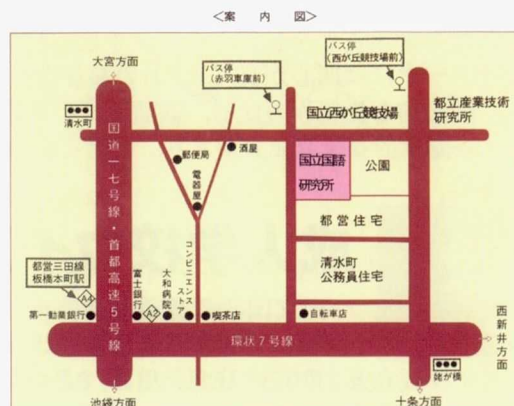 <案内図>
大宮方面
バス停
(赤羽車庫前)
バス停
(西が丘競技場前)
清水町
国立西が丘競技場
都立産業技術
研究所
国道一七号線・首都高速5号線
郵便局
酒屋
電器屋
国立国語
研究所
公園
都営住宅
清水町
公務員住宅
都営三田線
板橋本町駅
A4
第一勧業銀行
富士銀行
A2
大和病院
コンビニエンス
ストア
喫茶店
自転車店
環状7号線
西新井方面
姥が橋
池袋方面
十条方面